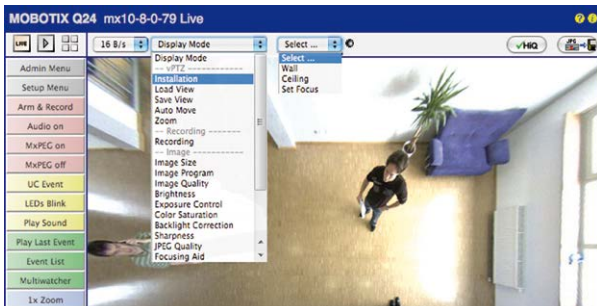 MOBOTIX Q24 mx10-8-0-79 Live
LIVE
16 B/s
Display Mode
Select ...
HiQ
JPG
Admin Menu
Setup Menu
Arm & Record
Audio on
MxPEG on
MxPEG off
UC Event
LEDs Blink
Play Sound
Play Last Event
Event List
Multiwatcher
1x Zoom
Display Mode
-- vPTZ ----------
Installation
Load View
Save View
Auto Move
Zoom
-- Recording -------
Recording
-- Image ----------
Image Size
Image Program
Image Quality
Brightness
Exposure Control
Color Saturation
Backlight Correction
Sharpness
JPEG Quality
Focusing Aid
Select ...
Wall
Ceiling
Set Focus